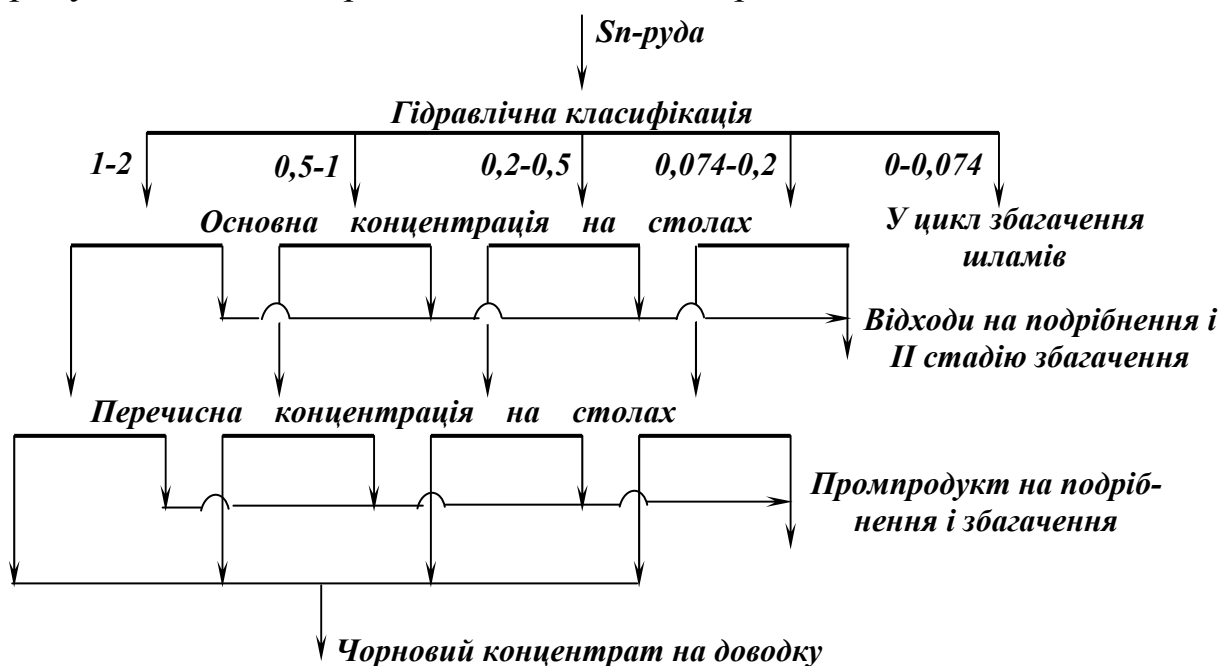 Sn-руда
Гідравлічна класифікація
1-2 0,5-1 0,2-0,5 0,074-0,2 0-0,074
Основна концентрація на столах
У цикл збагачення
шламів
Відходи на подрібнення і
ІІ стадію збагачення
Перечисна концентрація на столах
Промпродукт на подріб-
нення і збагачення
Чорновий концентрат на доводку